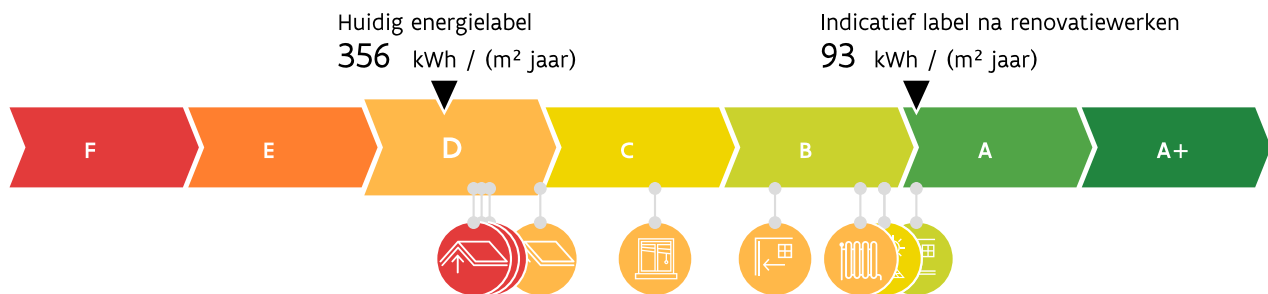 Huidig energielabel
356 kWh / (m² jaar)
Indicatief label na renovatiewerken
93 kWh / (m² jaar)
F E D C B A A+